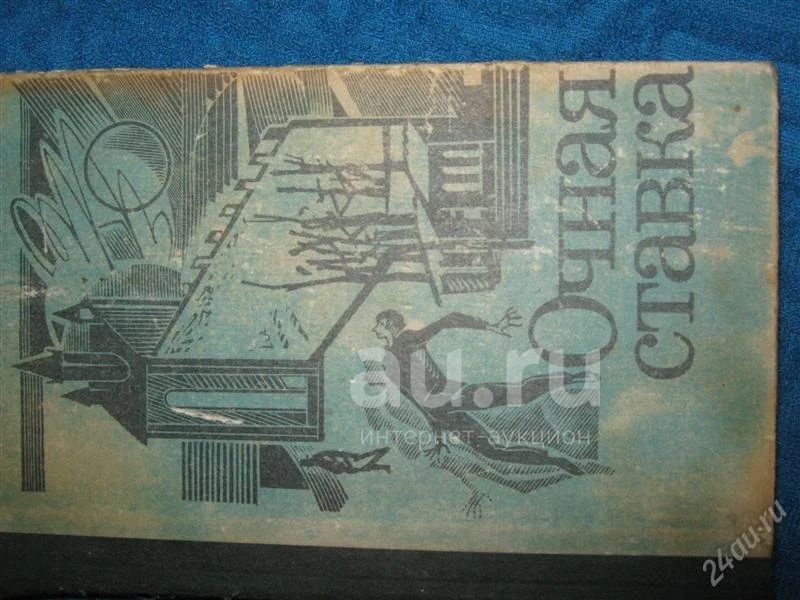 Очная
ставка
au.ru
интернет-аукцион
24au.ru